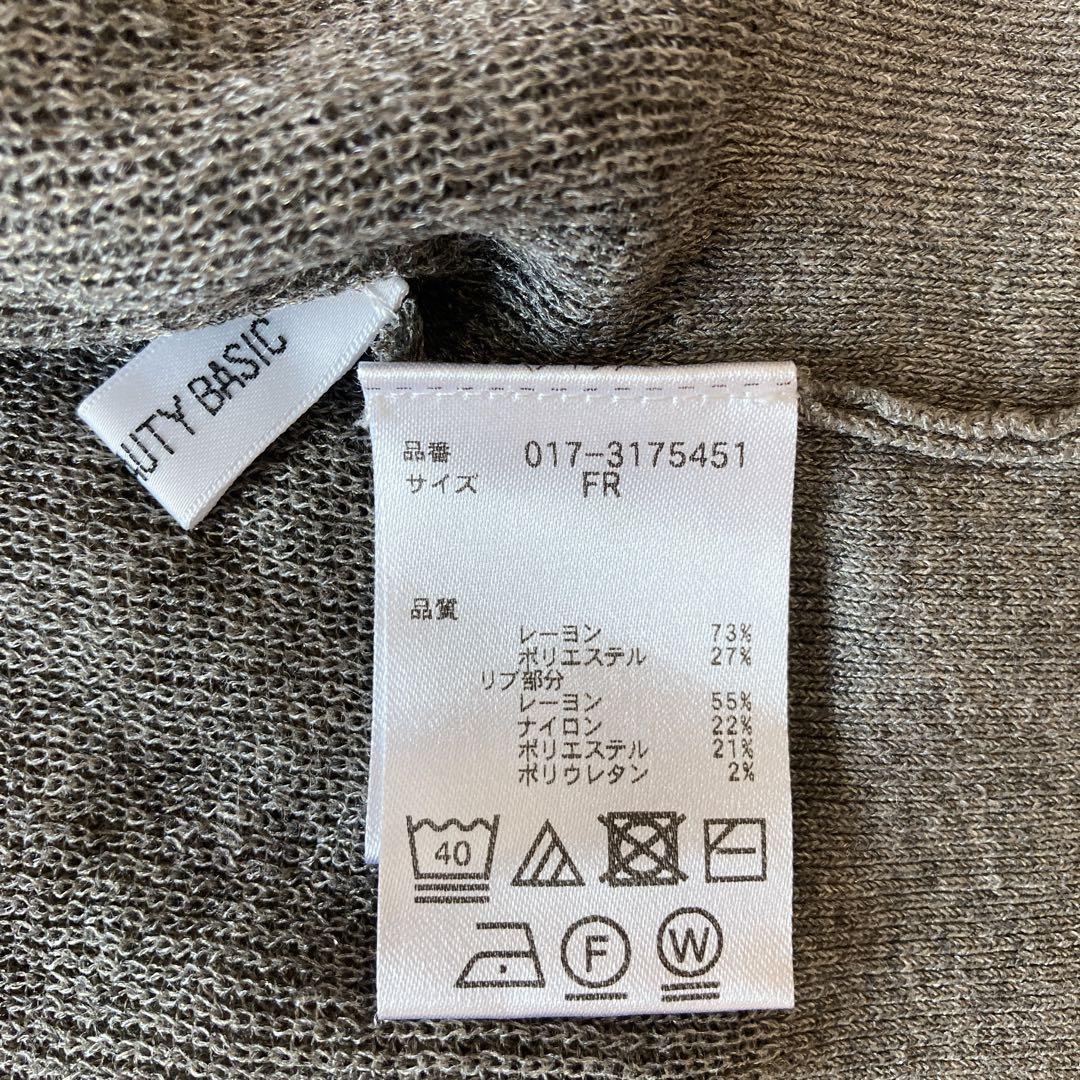 UTY BASIC
品番 017-3175451
サイズ FR
品質
レーヨン 73%
ポリエステル 27%
リブ部分
レーヨン 55%
ナイロン 22%
ポリエステル 21%
ポリウレタン 2%
40
F
W